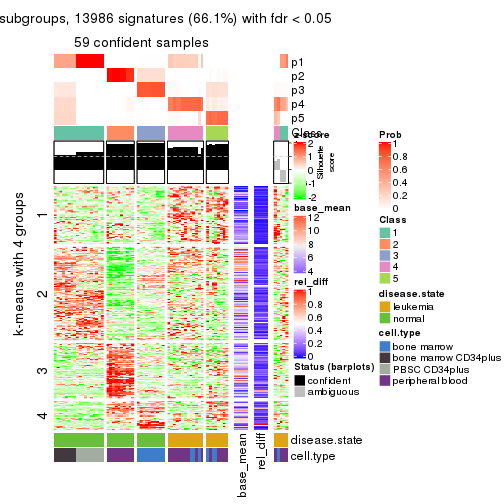 subgroups, 13986 signatures (66.1%) with fdr < 0.05
59 confident samples
p1
p2
p3
p4
p5
Class
1
2
3
4
k-means with 4 groups
disease.state
cell.type
base_mean
rel_diff
z-score
2
1
0
-1
-2
Silhouette
score
base_mean
12
10
8
6
4
rel_diff
1
0.8
0.6
0.4
0.2
0
Status (barplots)
confident
ambiguous
Prob
1
0.8
0.6
0.4
0.2
0
Class
1
2
3
4
5
disease.state
leukemia
normal
cell.type
bone marrow
bone marrow CD34plus
PBSC CD34plus
peripheral blood